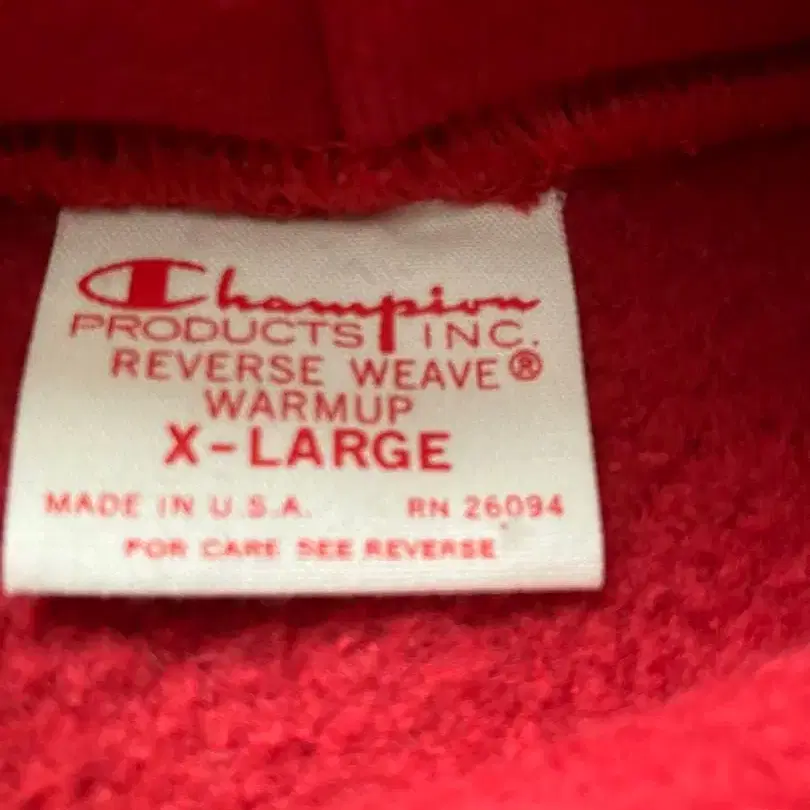 Champion
PRODUCTS INC.
REVERSE WEAVE®
WARMUP
X-LARGE
MADE IN U.S.A. RN 26094
FOR CARE SEE REVERSE